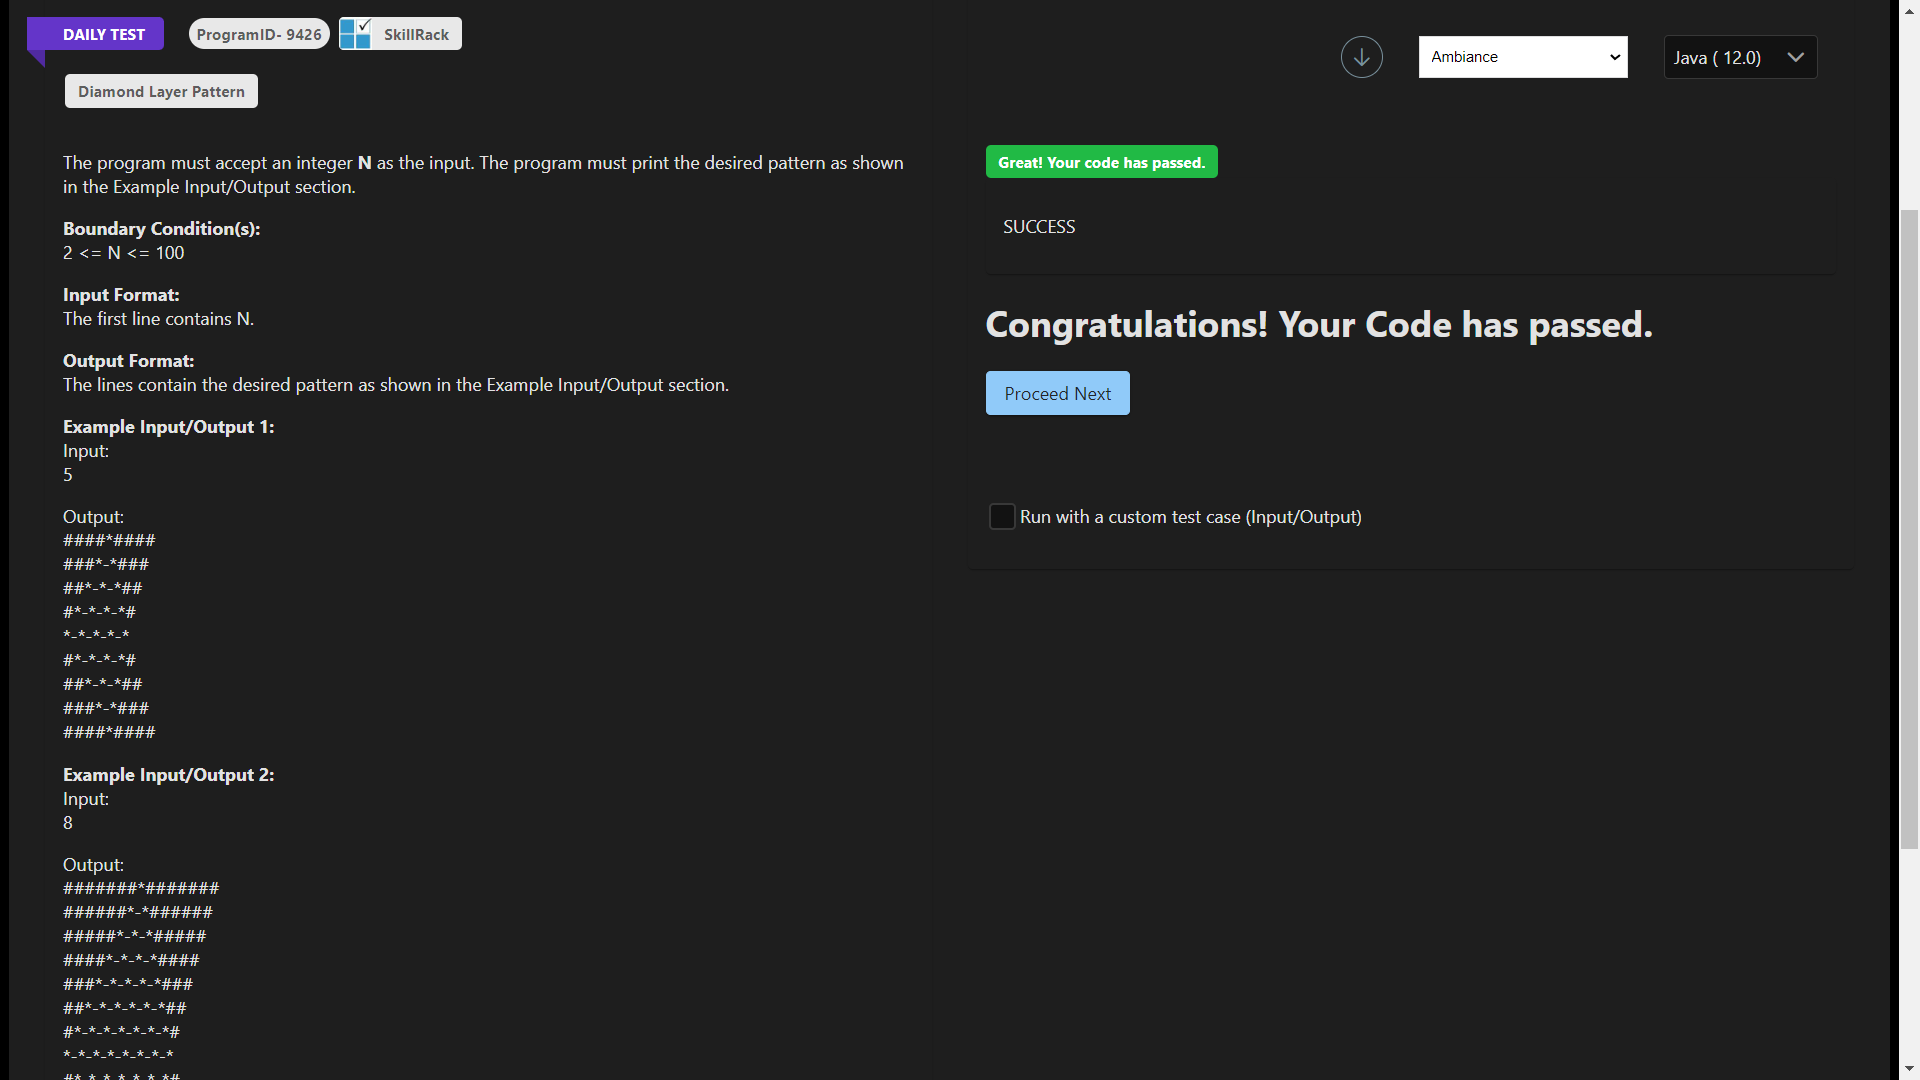 DAILY TEST
ProgramID- 9426
SkillRack
Diamond Layer Pattern
The program must accept an integer N as the input. The program must print the desired pattern as shown
in the Example Input/Output section.
Boundary Condition(s):
2 <= N <= 100
Input Format:
The first line contains N.
Output Format:
The lines contain the desired pattern as shown in the Example Input/Output section.
Example Input/Output 1:
Input:
5
Output:
####*####
###*-*###
##*-*-*##
#*-*-*-*#
*-*-*-*-*
#*-*-*-*#
##*-*-*##
###*-*###
####*####
Example Input/Output 2:
Input:
8
Output:
#######*#######
######*-*######
#####*-*-*#####
####*-*-*-*####
###*-*-*-*-*###
##*-*-*-*-*-*##
#*-*-*-*-*-*-*#
*-*-*-*-*-*-*-*
#*-*-*-*-*-*-*#
Ambiance
Java ( 12.0)
Great! Your code has passed.
SUCCESS
Congratulations! Your Code has passed.
Proceed Next
Run with a custom test case (Input/Output)